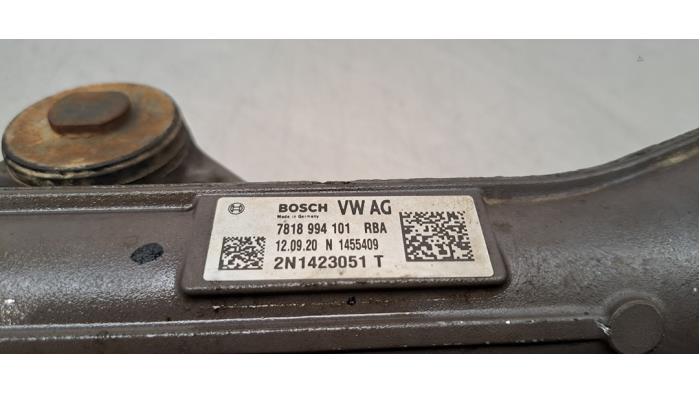 BOSCH VW AG
Made in Germany
7818 994 101 RBA
12.09.20 N 1455409
2N1423051 T